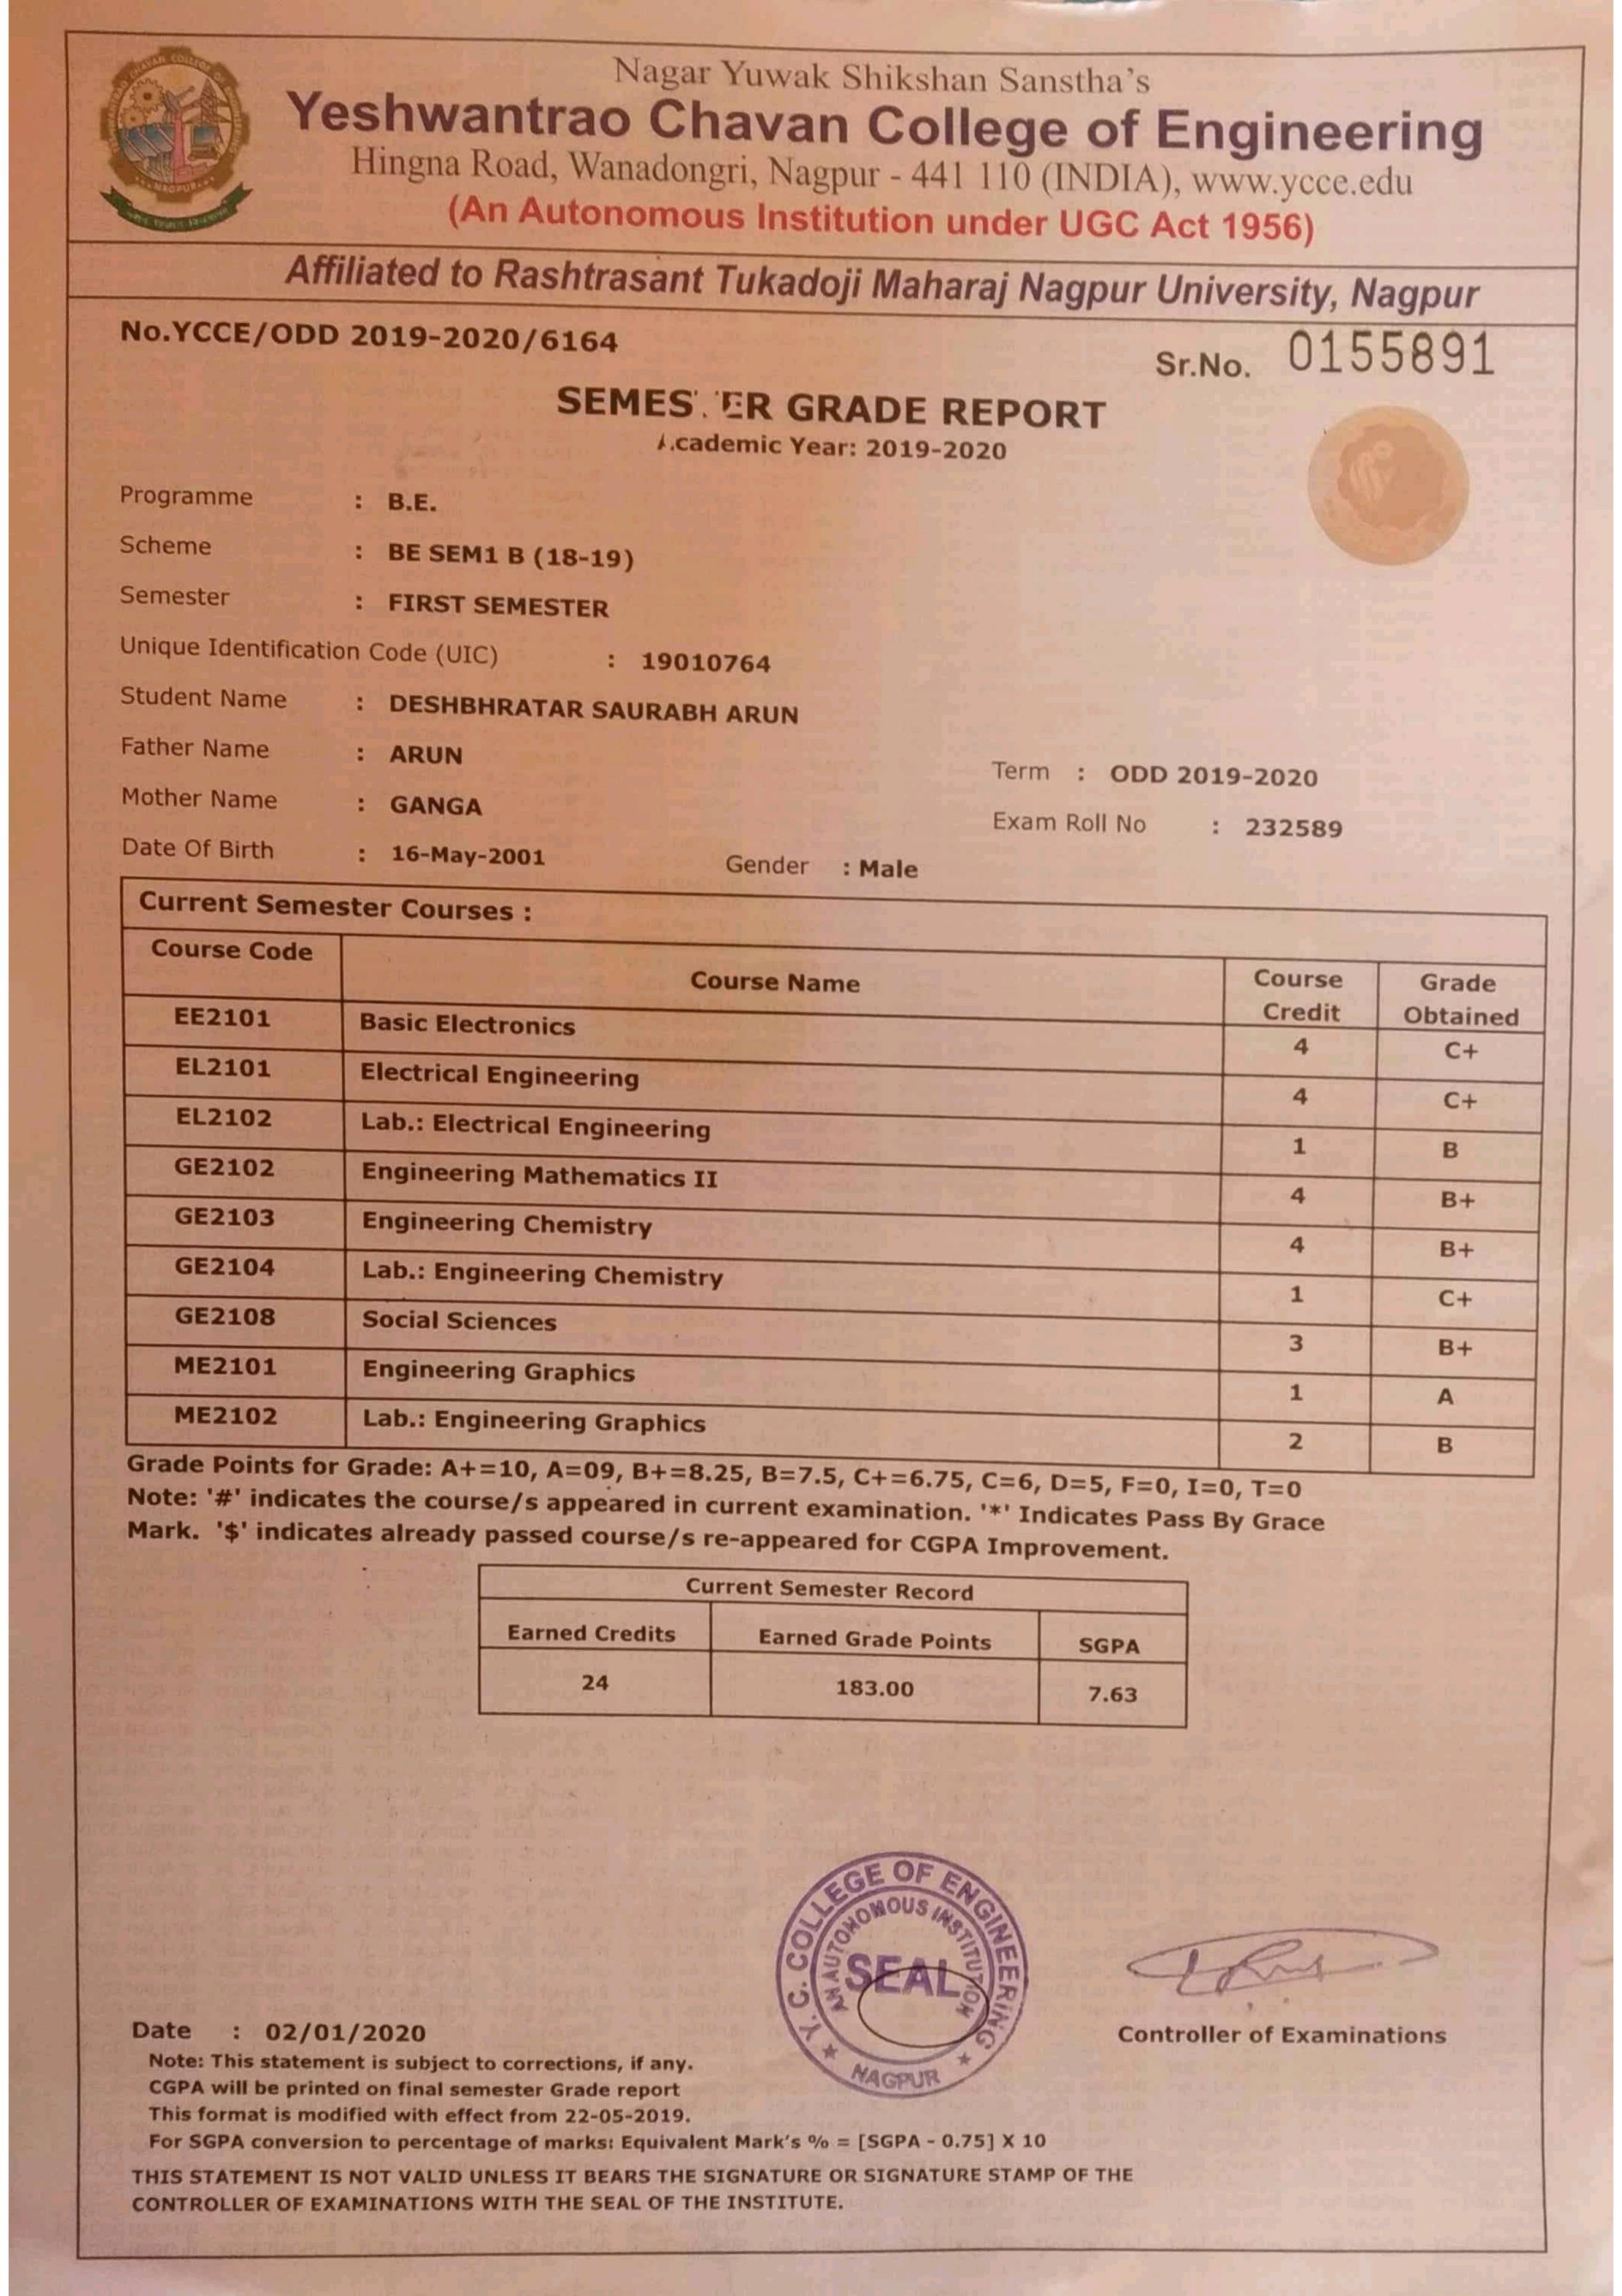 Nagar Yuwak Shikshan Sanstha's
Yeshwantrao Chavan College of Engineering
Hingna Road, Wanadongri, Nagpur - 441 110 (INDIA), www.ycce.edu
(An Autonomous Institution under UGC Act 1956)
Affiliated to Rashtrasant Tukadoji Maharaj Nagpur University, Nagpur
No.YCCE/ODD 2019-2020/6164
Sr.No. 0155891
SEMESTER GRADE REPORT
Academic Year: 2019-2020
Programme : B.E.
Scheme : BE SEM1 B (18-19)
Semester : FIRST SEMESTER
Unique Identification Code (UIC) : 19010764
Student Name : DESHBHRATAR SAURABH ARUN
Father Name : ARUN
Term : ODD 2019-2020
Mother Name : GANGA
Exam Roll No : 232589
Date Of Birth : 16-May-2001 Gender : Male
Current Semester Courses :
Course Code Course Name Course Credit Grade Obtained
EE2101 Basic Electronics 4 C+
EL2101 Electrical Engineering 4 C+
EL2102 Lab.: Electrical Engineering 1 B
GE2102 Engineering Mathematics II 4 B+
GE2103 Engineering Chemistry 4 B+
GE2104 Lab.: Engineering Chemistry 1 C+
GE2108 Social Sciences 3 B+
ME2101 Engineering Graphics 1 A
ME2102 Lab.: Engineering Graphics 2 B
Grade Points for Grade: A+=10, A=09, B+=8.25, B=7.5, C+=6.75, C=6, D=5, F=0, I=0, T=0
Note: '#' indicates the course/s appeared in current examination. '*' Indicates Pass By Grace
Mark. '$' indicates already passed course/s re-appeared for CGPA Improvement.
Current Semester Record
Earned Credits Earned Grade Points SGPA
24 183.00 7.63
Y. C. COLLEGE OF ENGINEERING
AN AUTONOMOUS INSTITUTION
SEAL
NAGPUR
Controller of Examinations
Date : 02/01/2020
Note: This statement is subject to corrections, if any.
CGPA will be printed on final semester Grade report
This format is modified with effect from 22-05-2019.
For SGPA conversion to percentage of marks: Equivalent Mark's % = [SGPA - 0.75] X 10
THIS STATEMENT IS NOT VALID UNLESS IT BEARS THE SIGNATURE OR SIGNATURE STAMP OF THE
CONTROLLER OF EXAMINATIONS WITH THE SEAL OF THE INSTITUTE.